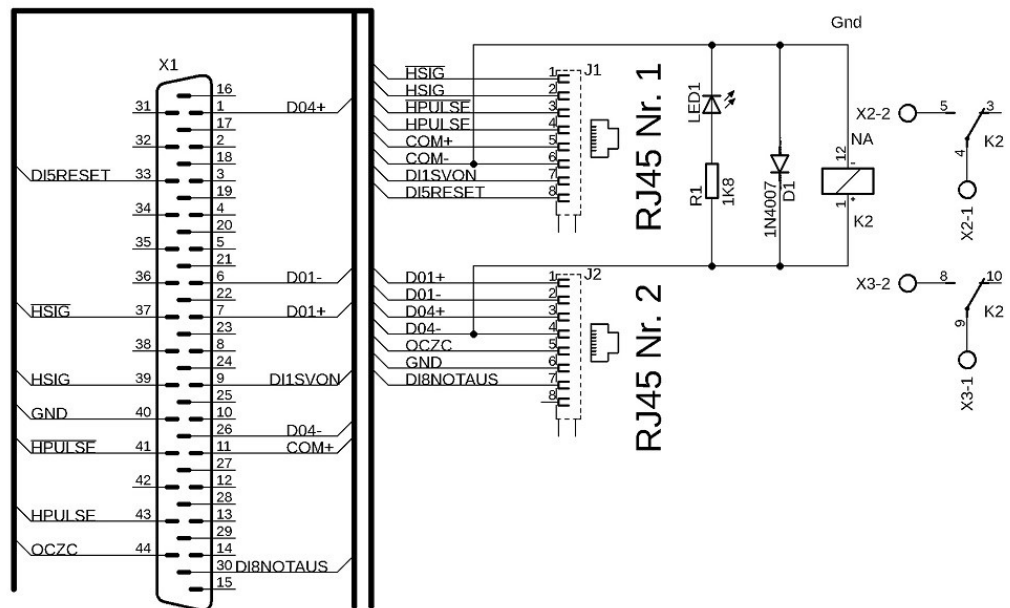 Gnd
X1
16
31
1
D04+
17
32
2
18
DI5RESET
33
3
19
34
4
20
35
5
21
36
6
D01-
22
HSIG
37
7
D01+
23
38
8
24
HSIG
39
9
DI1SVON
25
GND
40
10
26
D04-
HPULSE
41
11
COM+
27
42
12
28
HPULSE
43
13
29
OCZC
44
14
30
DI8NOTAUS
15
J1
HSIG
1
HSIG
2
HPULSE
3
HPULSE
4
COM+
5
COM-
6
DI1SVON
7
DI5RESET
8
RJ45 Nr. 1
J2
D01+
1
D01-
2
D04+
3
D04-
4
OCZC
5
GND
6
DI8NOTAUS
7
8
RJ45 Nr. 2
LED1
R1
1K8
1N4007
D1
NA
12
-
1
+
K2
X2-2
5
3
4
K2
X2-1
X3-2
8
10
9
K2
X3-1